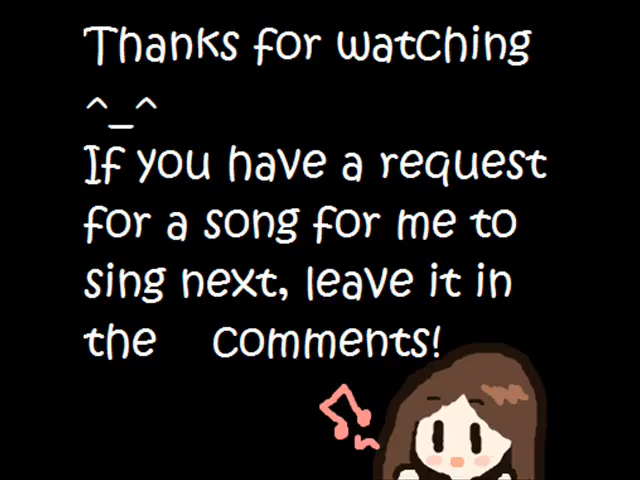 Thanks for watching
^_^
If you have a request
for a song for me to
sing next, leave it in
the comments!